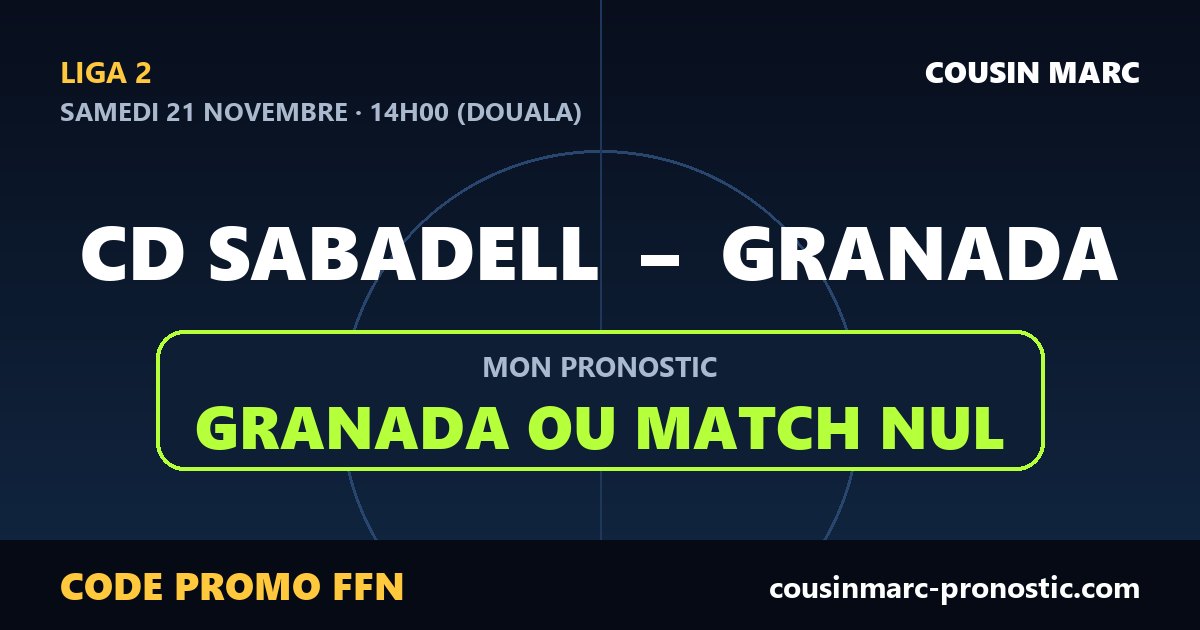 LIGA 2
COUSIN MARC
SAMEDI 21 NOVEMBRE · 14H00 (DOUALA)
CD SABADELL – GRANADA
MON PRONOSTIC
GRANADA OU MATCH NUL
CODE PROMO FFN
cousinmarc-pronostic.com